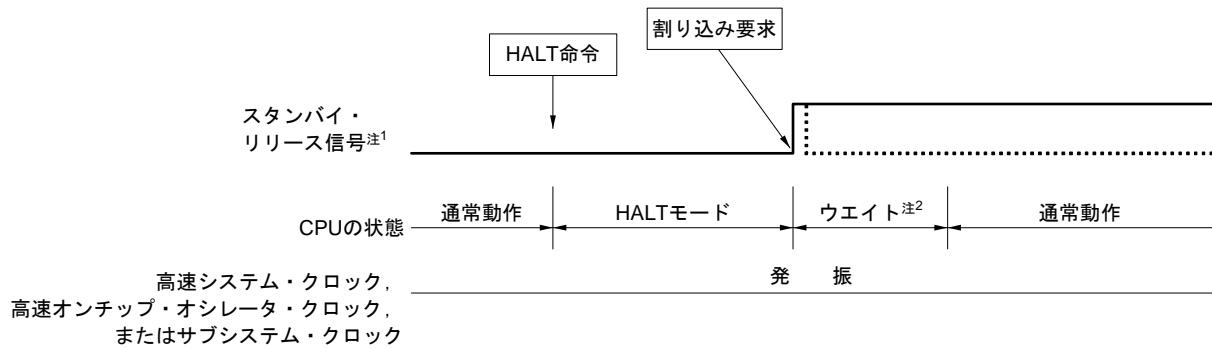 割り込み要求
HALT命令
スタンバイ・
リリース信号注1
通常動作
HALTモード
ウエイト注2
通常動作
CPUの状態
発 振
高速システム・クロック,
高速オンチップ・オシレータ・クロック,
またはサブシステム・クロック